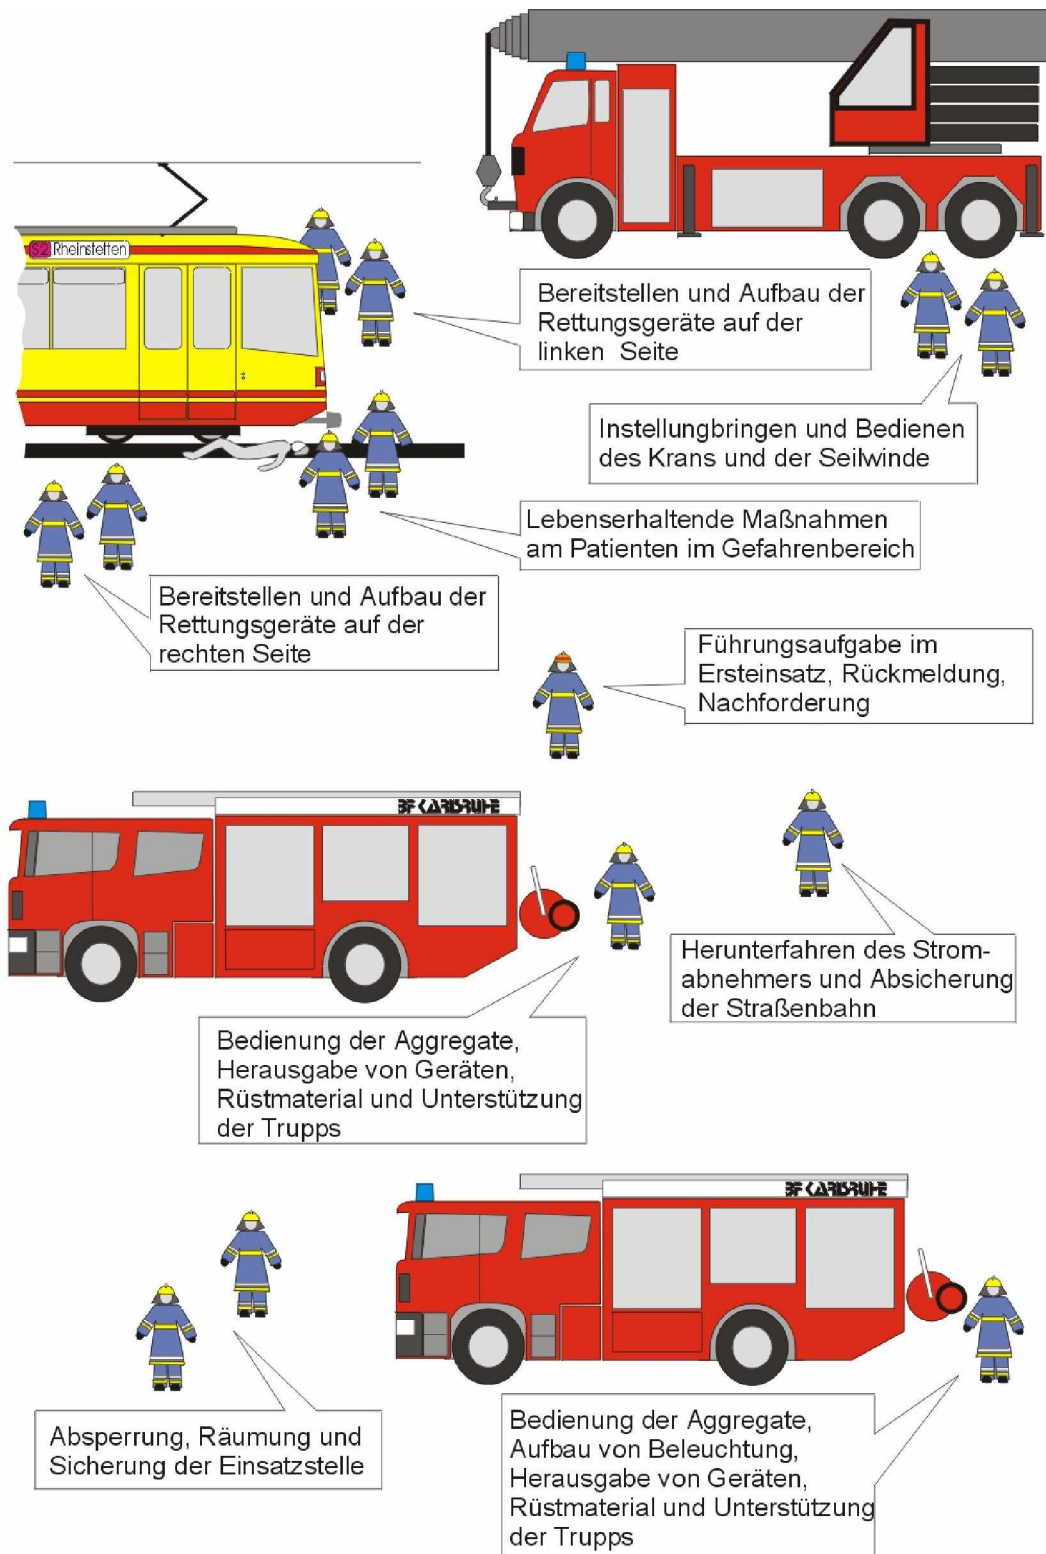 S2 Rheinstetten
Bereitstellen und Aufbau der
Rettungsgeräte auf der
linken Seite
Instellungbringen und Bedienen
des Krans und der Seilwinde
Lebenserhaltende Maßnahmen
am Patienten im Gefahrenbereich
Bereitstellen und Aufbau der
Rettungsgeräte auf der
rechten Seite
Führungsaufgabe im
Ersteinsatz, Rückmeldung,
Nachforderung
BF KARLSRUHE
Herunterfahren des Strom-
abnehmers und Absicherung
der Straßenbahn
Bedienung der Aggregate,
Herausgabe von Geräten,
Rüstmaterial und Unterstützung
der Trupps
BF KARLSRUHE
Absperrung, Räumung und
Sicherung der Einsatzstelle
Bedienung der Aggregate,
Aufbau von Beleuchtung,
Herausgabe von Geräten,
Rüstmaterial und Unterstützung
der Trupps